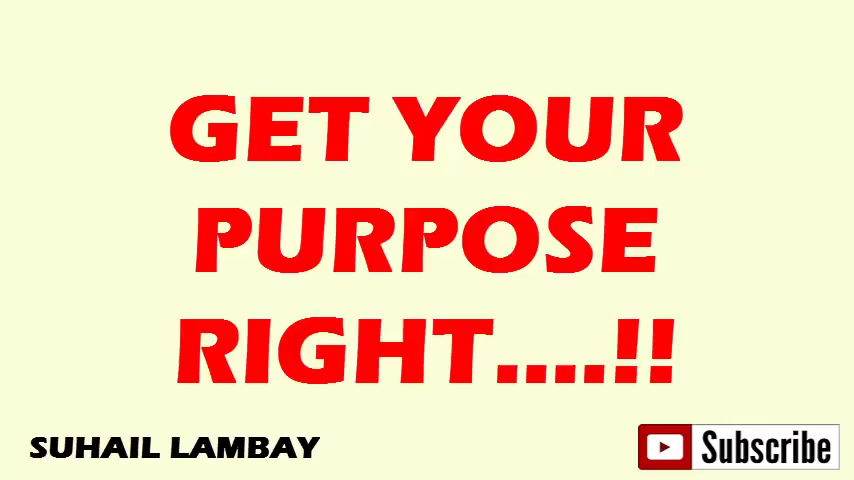 GET YOUR
PURPOSE
RIGHT....!!
SUHAIL LAMBAY
Subscribe